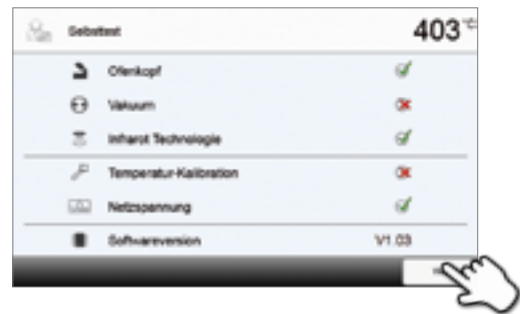 Selbsttest 403 °C
Ofenkopf
Vakuum
Infrarot Technologie
Temperatur-Kalibration
Netzspannung
Softwareversion V1.03